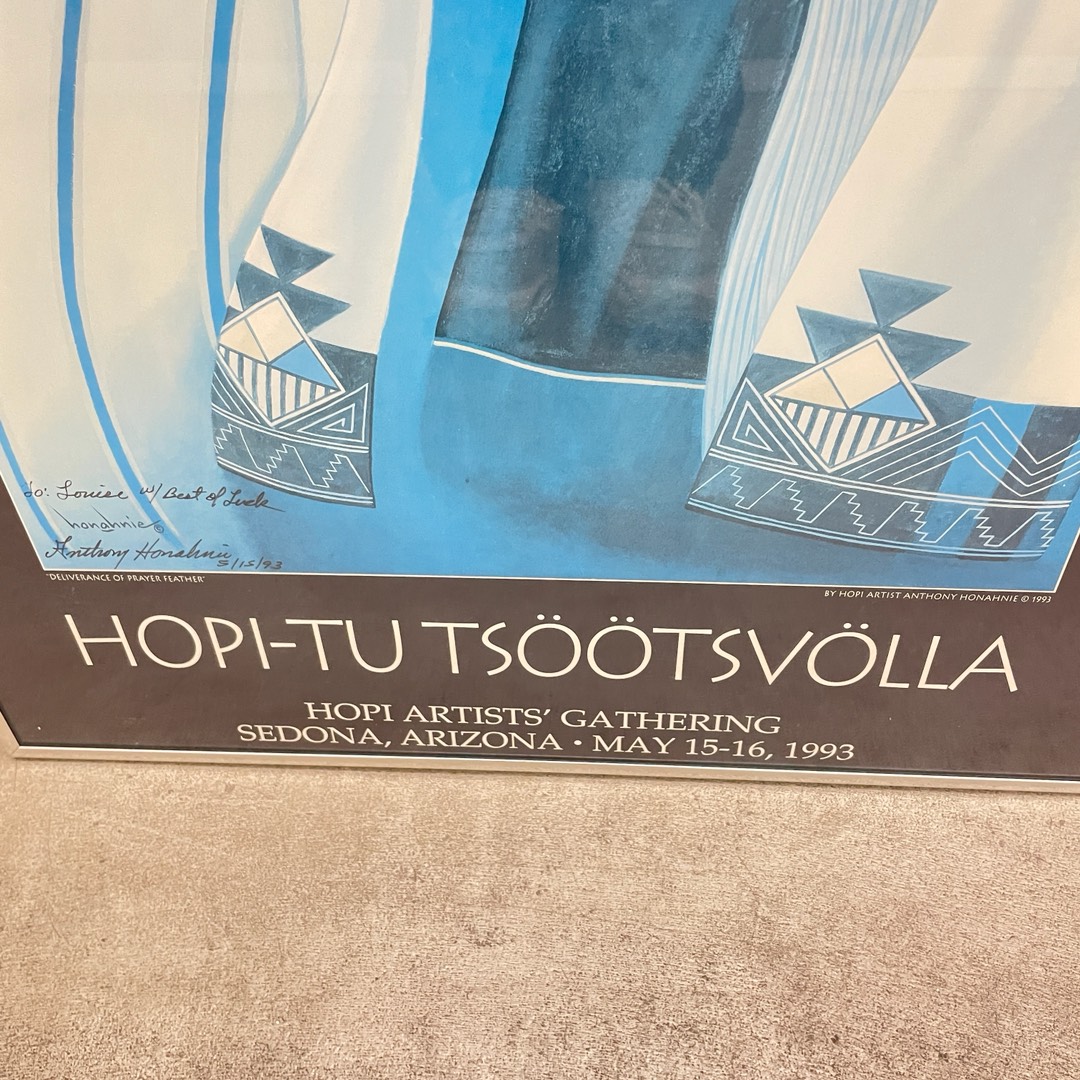 to: Louise w/ Best of Luck
honahnie ©
Anthony Honahnie
5/15/93
"DELIVERANCE OF PRAYER FEATHER"
BY HOPI ARTIST ANTHONY HONAHNIE © 1993
HOPI-TU TSÖÖTSVÖLLA
HOPI ARTISTS' GATHERING
SEDONA, ARIZONA • MAY 15-16, 1993